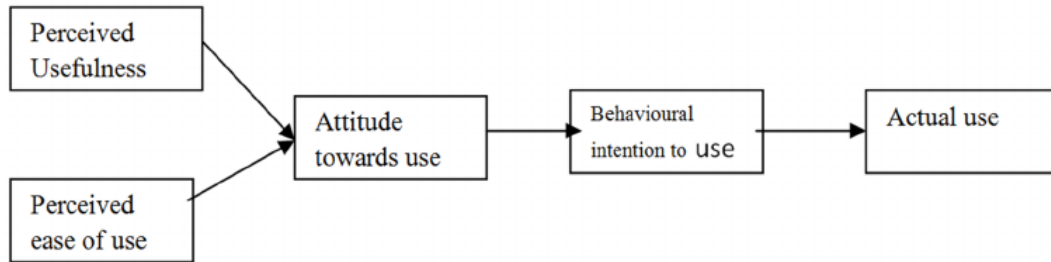 Perceived
Usefulness
Attitude
towards use
Behavioural
intention to use
Actual use
Perceived
ease of use